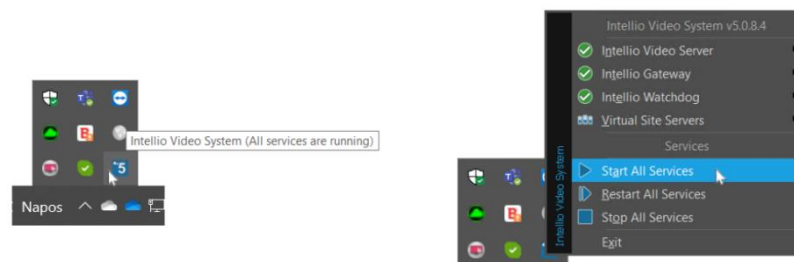 Intellio Video System (All services are running)
5
Napos
Intellio Video System v5.0.8.4
Intellio Video Server
Intellio Gateway
Intellio Watchdog
Virtual Site Servers
Services
Start All Services
Restart All Services
Stop All Services
Exit
Intellio Video System